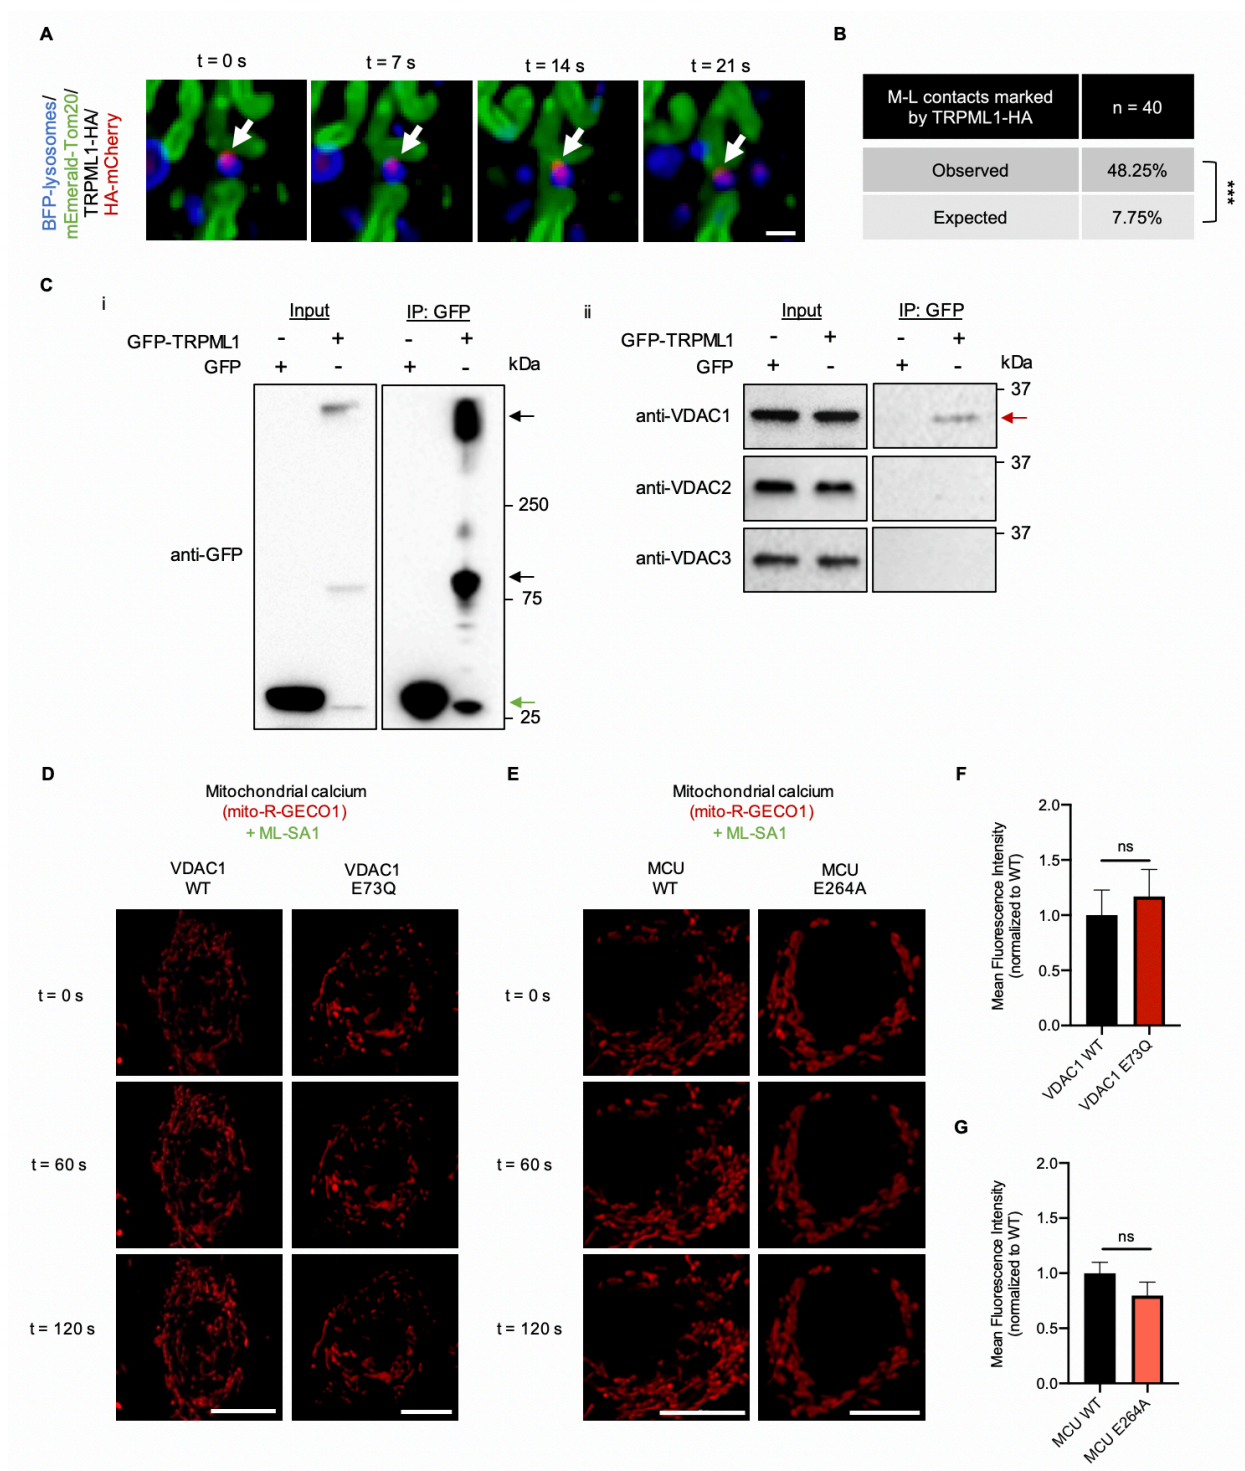 A
t = 0 s
t = 7 s
t = 14 s
t = 21 s
BFP-lysosomes/
mEmerald-Tom20/
TRPML1-HA/
HA-mCherry
B
M-L contacts marked
by TRPML1-HA
n = 40
Observed
48.25%
Expected
7.75%
***
C
i
Input
IP: GFP
GFP-TRPML1
-
+
-
+
GFP
+
-
+
-
kDa
250
anti-GFP
75
25
ii
Input
IP: GFP
GFP-TRPML1
-
+
-
+
GFP
+
-
+
-
kDa
37
anti-VDAC1
37
anti-VDAC2
37
anti-VDAC3
D
Mitochondrial calcium
(mito-R-GECO1)
+ ML-SA1
VDAC1
WT
VDAC1
E73Q
t = 0 s
t = 60 s
t = 120 s
E
Mitochondrial calcium
(mito-R-GECO1)
+ ML-SA1
MCU
WT
MCU
E264A
t = 0 s
t = 60 s
t = 120 s
F
Mean Fluorescence Intensity
(normalized to WT)
2.0
1.5
1.0
0.5
0.0
ns
VDAC1 WT
VDAC1 E73Q
G
Mean Fluorescence Intensity
(normalized to WT)
2.0
1.5
1.0
0.5
0.0
ns
MCU WT
MCU E264A